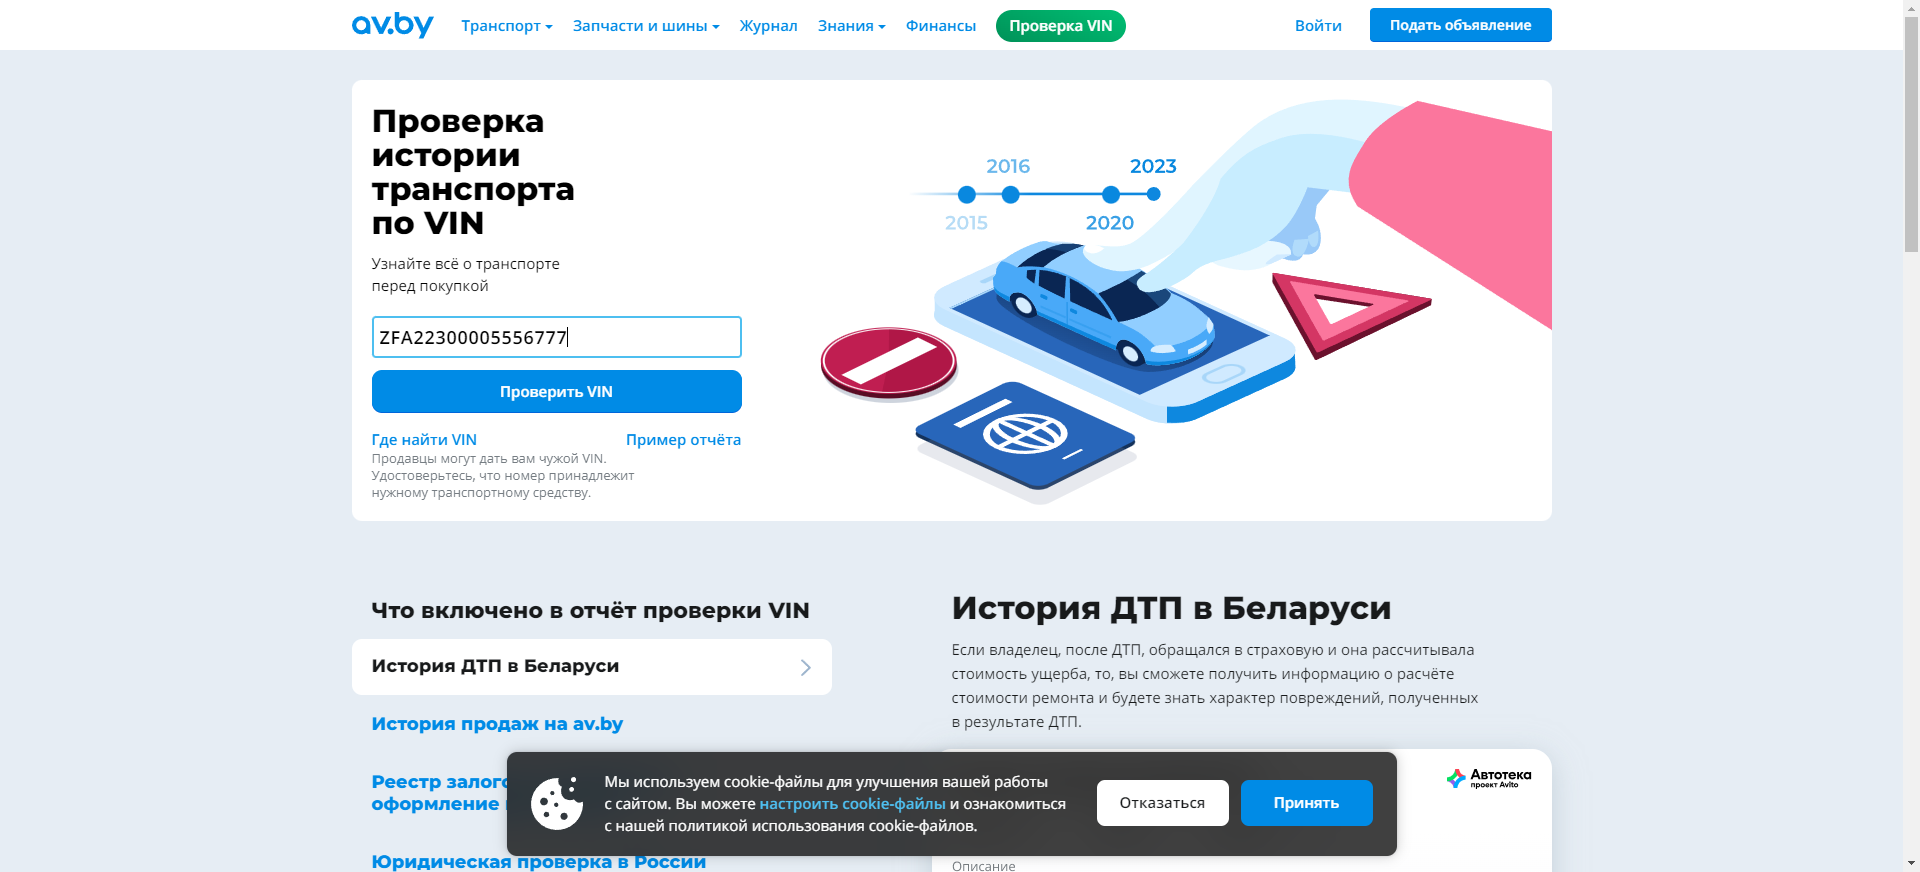 av.by
Транспорт
Запчасти и шины
Журнал
Знания
Финансы
Проверка VIN
Войти
Подать объявление
Проверка
истории
транспорта
по VIN
Узнайте всё о транспорте
перед покупкой
ZFA22300005556777
Проверить VIN
Где найти VIN
Пример отчёта
Продавцы могут дать вам чужой VIN.
Удостоверьтесь, что номер принадлежит
нужному транспортному средству.
2016
2023
2015
2020
Что включено в отчёт проверки VIN
История ДТП в Беларуси
История продаж на av.by
Реестр
оформление
Юридическая проверка в России
История ДТП в Беларуси
Если владелец, после ДТП, обращался в страховую и она рассчитывала
стоимость ущерба, то, вы сможете получить информацию о расчёте
стоимости ремонта и будете знать характер повреждений, полученных
в результате ДТП.
Автотека
проект Avito
Описание
Мы используем cookie-файлы для улучшения вашей работы
с сайтом. Вы можете настроить cookie-файлы и ознакомиться
с нашей политикой использования cookie-файлов.
Отказаться
Принять